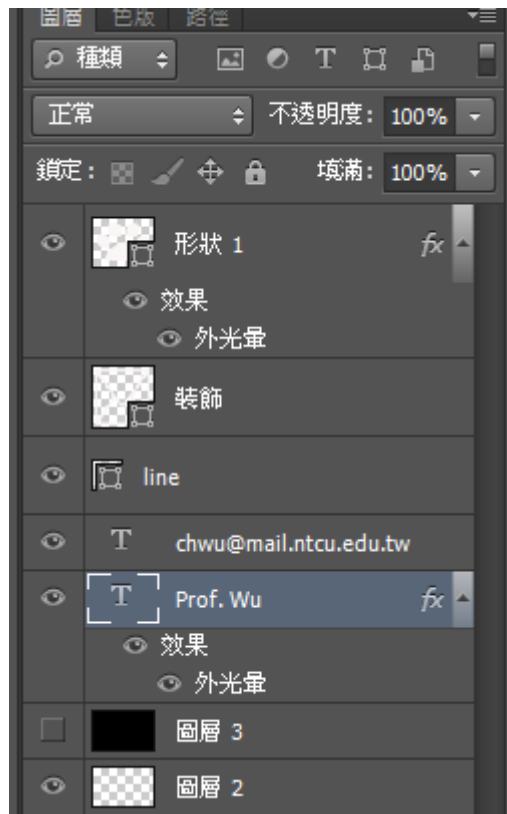 圖層 色版 路徑
種類
正常 不透明度: 100%
鎖定: 填滿: 100%
形狀 1 fx
效果
外光暈
裝飾
line
T chwu@mail.ntcu.edu.tw
T Prof. Wu fx
效果
外光暈
圖層 3
圖層 2